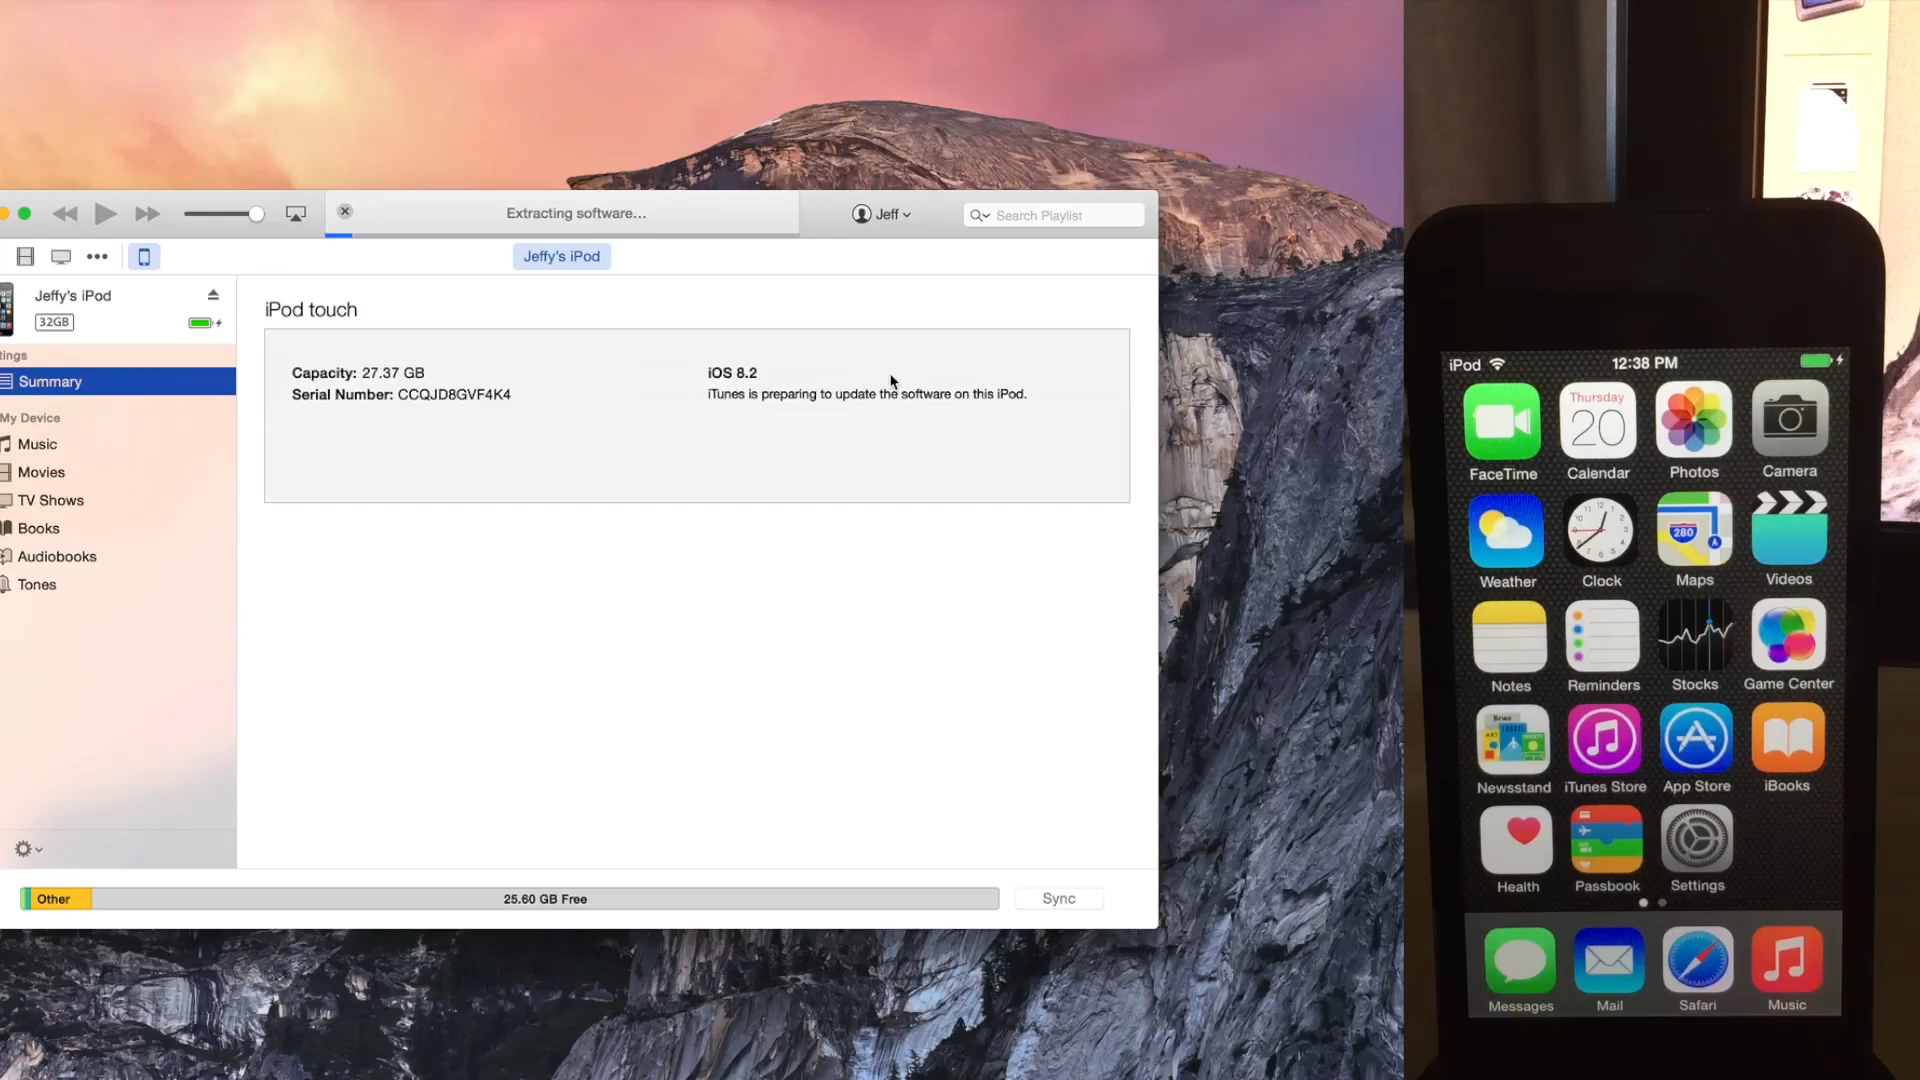 Extracting software...
Jeff
Search Playlist
Jeffy's iPod
Jeffy's iPod
32GB
tings
Summary
My Device
Music
Movies
TV Shows
Books
Audiobooks
Tones
iPod touch
Capacity: 27.37 GB
Serial Number: CCQJD8GVF4K4
iOS 8.2
iTunes is preparing to update the software on this iPod.
Other
25.60 GB Free
Sync
iPod 12:38 PM
Thursday
20
FaceTime Calendar Photos Camera
280
Weather Clock Maps Videos
Notes Reminders Stocks Game Center
ART TRAVEL
Newsstand iTunes Store App Store iBooks
Health Passbook Settings
Messages Mail Safari Music